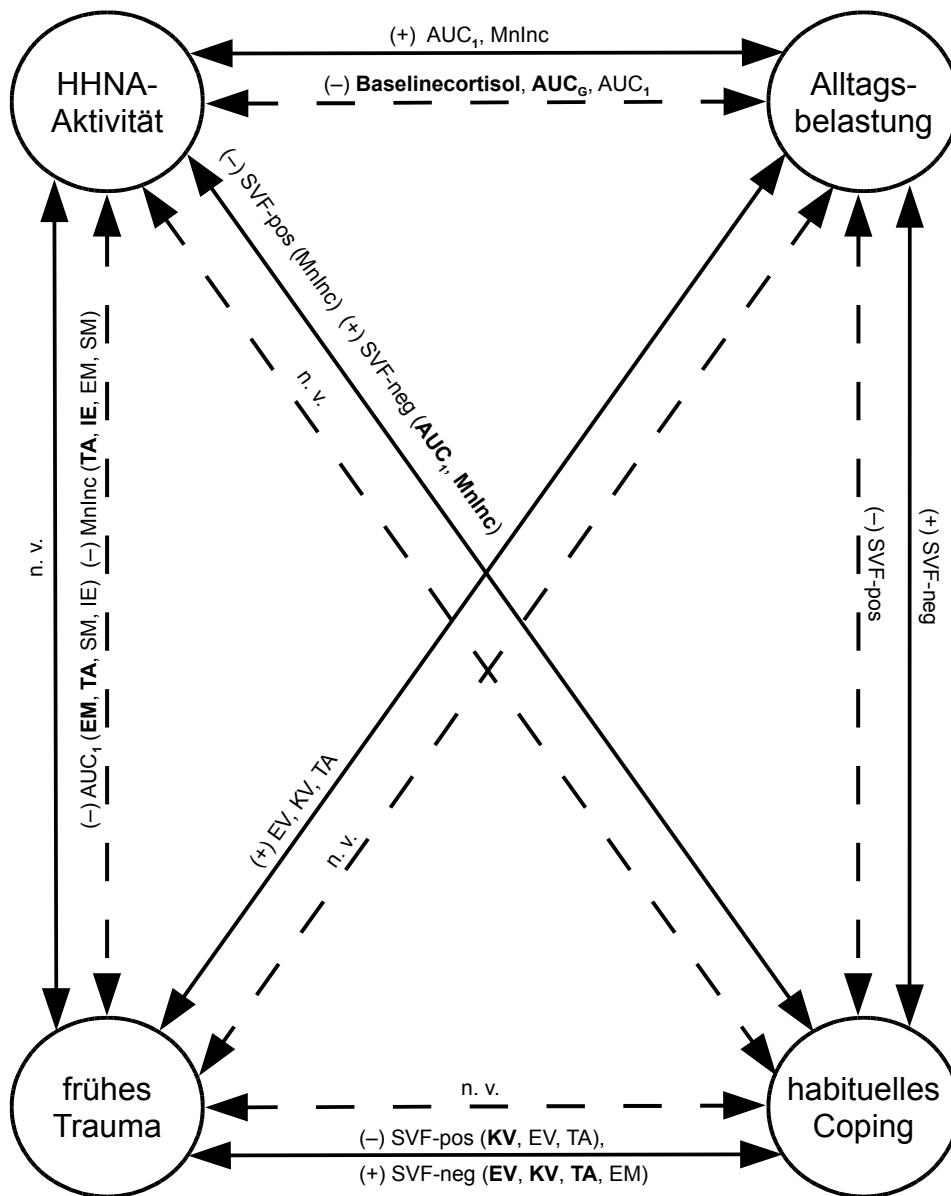 (+) AUC₁, MnInc
HHNA-
Aktivität
(–) Baselinecortisol, AUC_G, AUC₁
Alltags-
belastung
(–) SVF-pos (MnInc) (+) SVF-neg (AUC₁, MnInc)
n. v.
n. v.
(–) AUC₁ (EM, TA, SM, IE) (–) MnInc (TA, IE, EM, SM)
(–) SVF-pos
(+) SVF-neg
(+) EV, KV, TA
n. v.
frühes
Trauma
n. v.
(–) SVF-pos (KV, EV, TA),
(+) SVF-neg (EV, KV, TA, EM)
habituelles
Coping